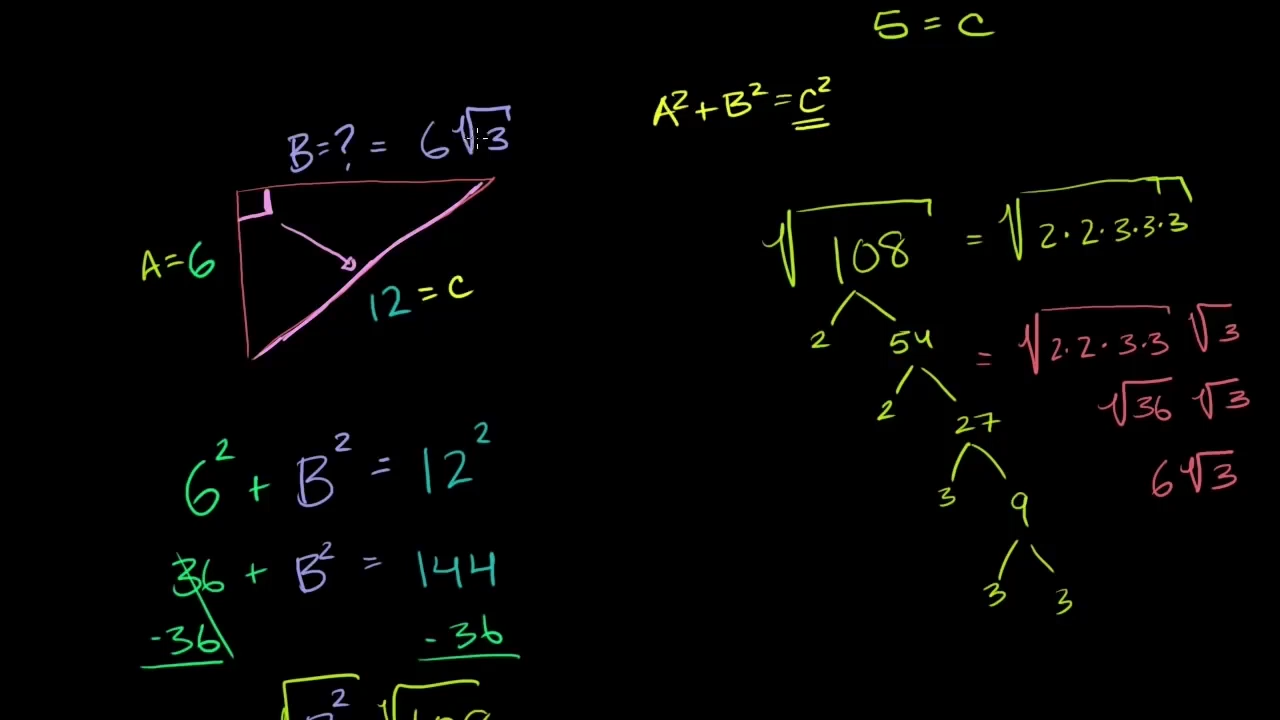 5 = C
A² + B² = C²
B = ? = 6√3
A = 6
12 = C
√108 = √2·2·3·3·3
2 54
= √2·2·3·3 √3
2 27
√36 √3
3 9
6√3
3 3
6² + B² = 12²
36 + B² = 144
-36 -36
√B² √108